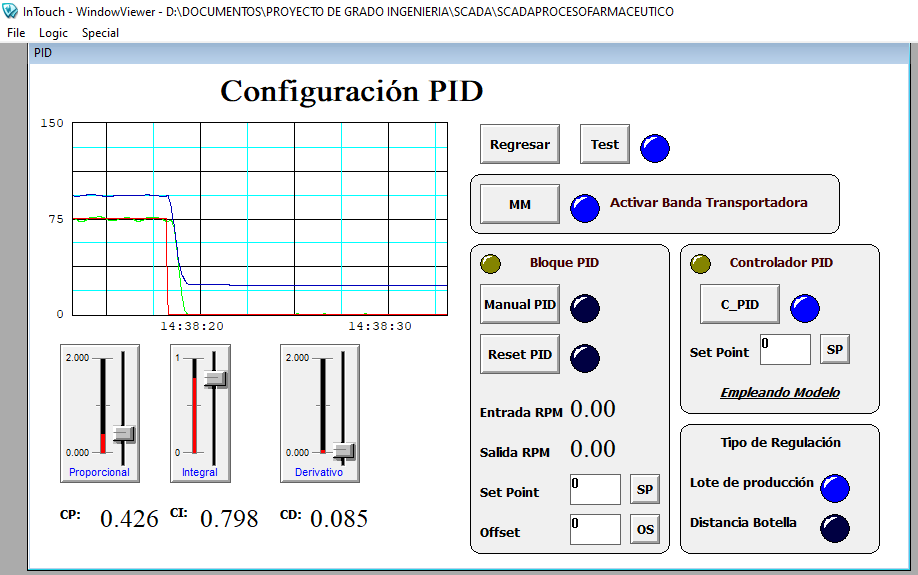 InTouch - WindowViewer - D:\DOCUMENTOS\PROYECTO DE GRADO INGENIERIA\SCADA\SCADAPROCESOFARMACEUTICO
File Logic Special
PID
Configuración PID
150
75
0
14:38:20 14:38:30
Regresar Test
MM Activar Banda Transportadora
Bloque PID
Manual PID
Reset PID
Entrada RPM 0.00
Salida RPM 0.00
Set Point 0 SP
Offset 0 OS
Controlador PID
C_PID
Set Point 0 SP
Empleando Modelo
Tipo de Regulación
Lote de producción
Distancia Botella
2.000
0.000
Proporcional
1
0
Integral
2.000
0.000
Derivativo
CP: 0.426 CI: 0.798 CD: 0.085